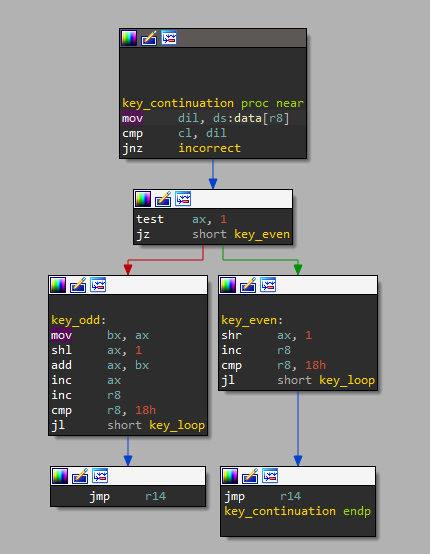 key_continuation proc near
mov dil, ds:data[r8]
cmp cl, dil
jnz incorrect
test ax, 1
jz short key_even
key_odd:
mov bx, ax
shl ax, 1
add ax, bx
inc ax
inc r8
cmp r8, 18h
jl short key_loop
key_even:
shr ax, 1
inc r8
cmp r8, 18h
jl short key_loop
jmp r14
jmp r14
key_continuation endp